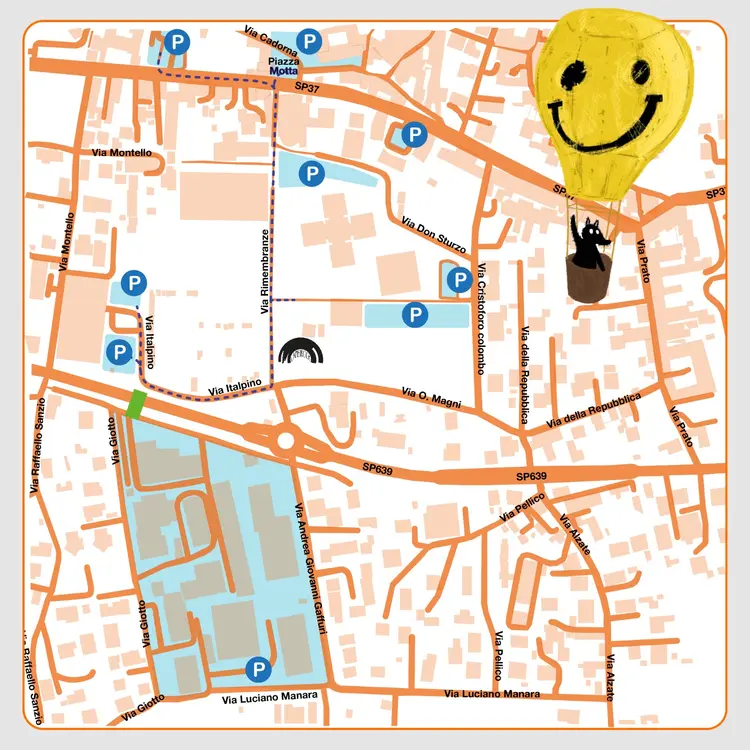 P
Via Cadorna
P
Piazza
Motta
SP37
P
Via Montello
P
SP37
Via Montello
Via Rimembranze
Via Don Sturzo
Via Prato
P
P
Via Cristoforo colombo
P
Via Italpino
P
Via della Repubblica
Via Italpino
Via O. Magni
Via della Repubblica
Via Prato
Via Raffaello Sanzio
Via Giotto
SP639
SP639
Via Pellico
Via Alzate
Via Andrea Giovanni Gaffuri
Via Giotto
Via Raffaello Sanzio
P
Via Pellico
Via Alzate
Via Giotto
Via Luciano Manara
Via Luciano Manara